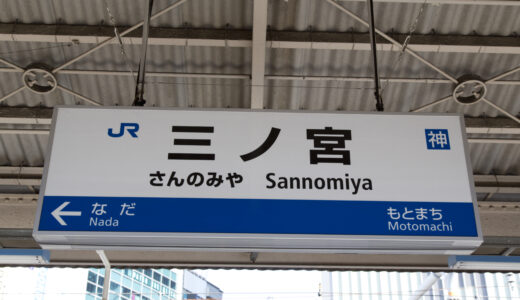 JR 三ノ宮 神
さんのみや Sannomiya
← なだ もとまち
Nada Motomachi